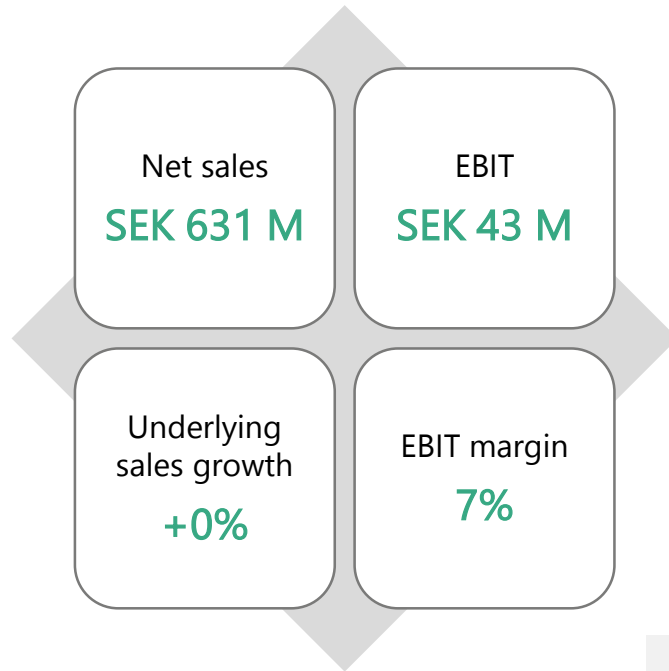 Net sales
SEK 631 M
EBIT
SEK 43 M
Underlying
sales growth
+0%
EBIT margin
7%